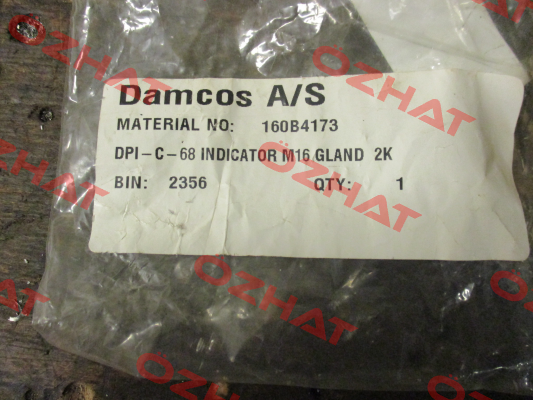 Damcos A/S
MATERIAL NO: 160B4173
DPI-C-68 INDICATOR M16 GLAND 2K
BIN: 2356 QTY: 1
OZHAT
OZHAT
OZHAT
OZHAT
OZHAT
OZHAT